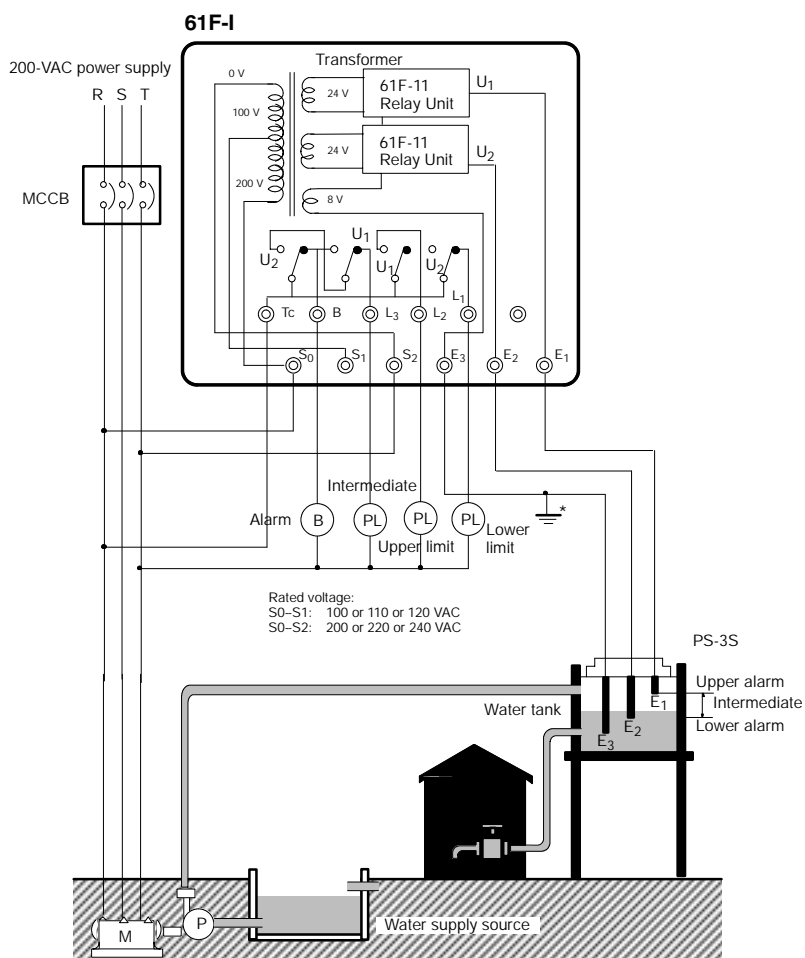 61F-I
200-VAC power supply
R S T
MCCB
Transformer
0 V
100 V
200 V
24 V
61F-11
Relay Unit
U1
24 V
61F-11
Relay Unit
U2
8 V
U2
U1
U1
U2
Tc B L3 L2 L1
S0 S1 S2 E3 E2 E1
Intermediate
Alarm B PL PL PL Lower
limit
Upper limit
*
Rated voltage:
S0–S1: 100 or 110 or 120 VAC
S0–S2: 200 or 220 or 240 VAC
PS-3S
Upper alarm
Intermediate
Lower alarm
Water tank
E1
E2
E3
M
P
Water supply source